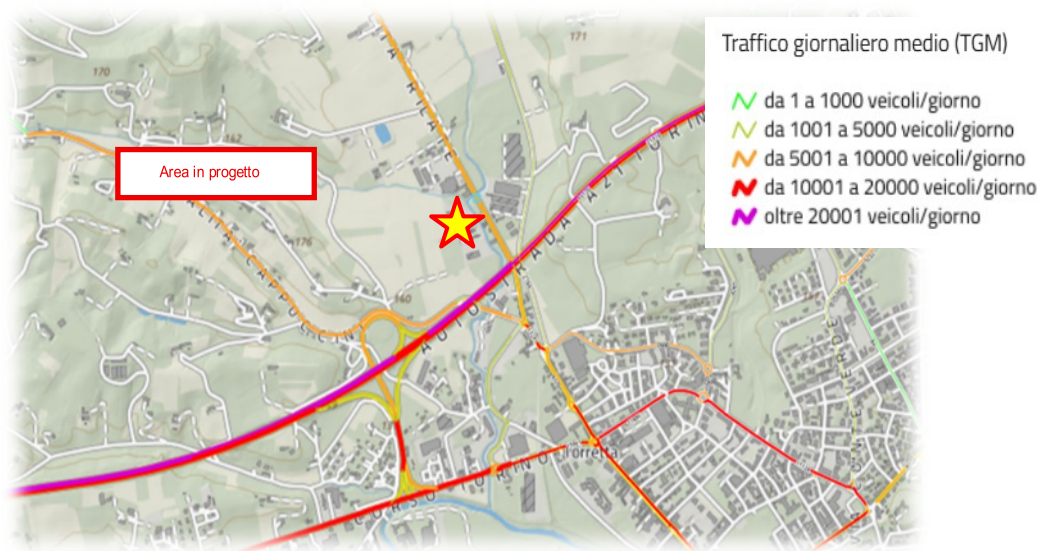 Traffico giornaliero medio (TGM)
da 1 a 1000 veicoli/giorno
da 1001 a 5000 veicoli/giorno
da 5001 a 10000 veicoli/giorno
da 10001 a 20000 veicoli/giorno
oltre 20001 veicoli/giorno
Area in progetto
171
170
162
176
160
AUTOSTRADA A21 TORIN
CORSO TORINO
Torretta